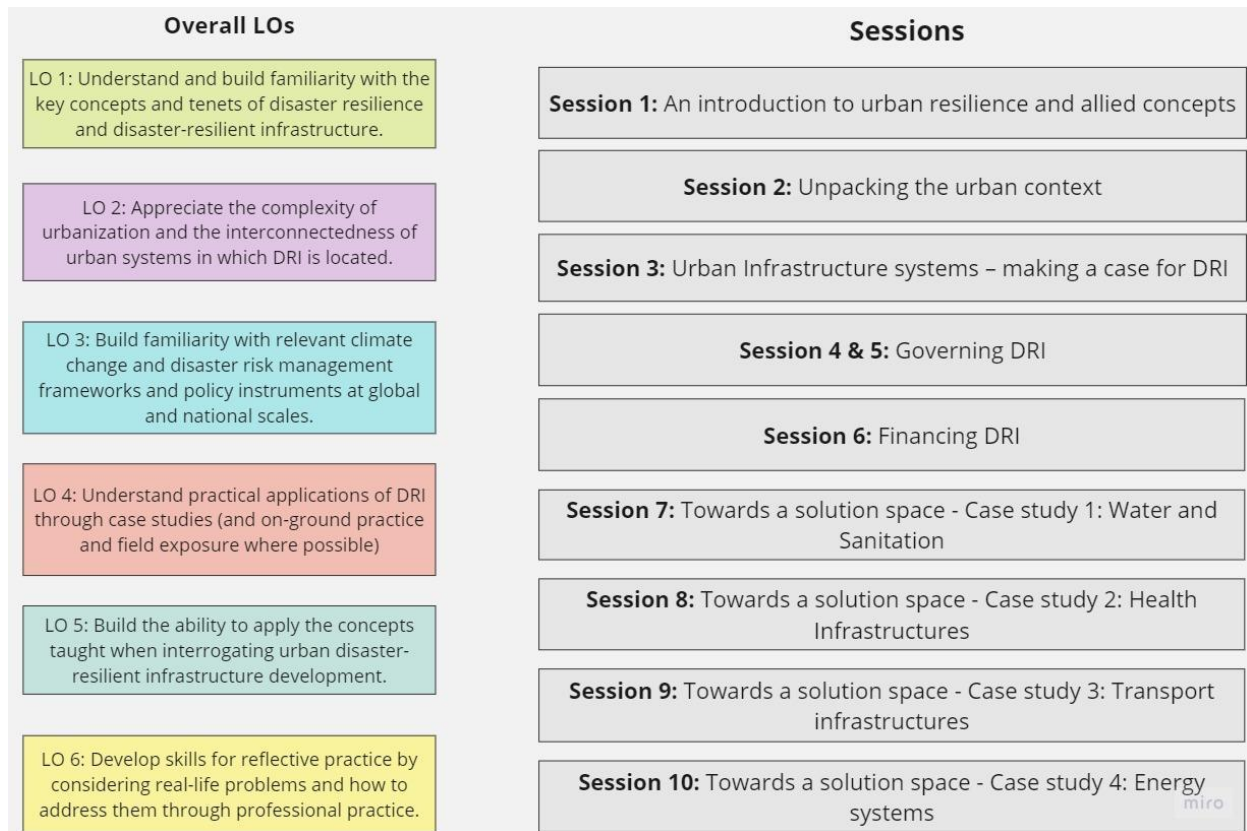 Overall LOs
LO 1: Understand and build familiarity with the
key concepts and tenets of disaster resilience
and disaster-resilient infrastructure.
LO 2: Appreciate the complexity of
urbanization and the interconnectedness of
urban systems in which DRI is located.
LO 3: Build familiarity with relevant climate
change and disaster risk management
frameworks and policy instruments at global
and national scales.
LO 4: Understand practical applications of DRI
through case studies (and on-ground practice
and field exposure where possible)
LO 5: Build the ability to apply the concepts
taught when interrogating urban disaster-
resilient infrastructure development.
LO 6: Develop skills for reflective practice by
considering real-life problems and how to
address them through professional practice.
Sessions
Session 1: An introduction to urban resilience and allied concepts
Session 2: Unpacking the urban context
Session 3: Urban Infrastructure systems – making a case for DRI
Session 4 & 5: Governing DRI
Session 6: Financing DRI
Session 7: Towards a solution space - Case study 1: Water and
Sanitation
Session 8: Towards a solution space - Case study 2: Health
Infrastructures
Session 9: Towards a solution space - Case study 3: Transport
infrastructures
Session 10: Towards a solution space - Case study 4: Energy
systems
miro